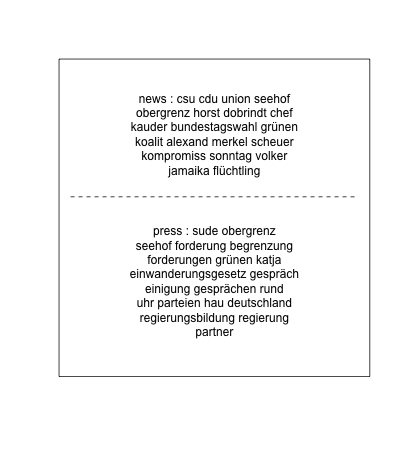 news : csu cdu union seehof
obergrenz horst dobrindt chef
kauder bundestagswahl grünen
koalit alexand merkel scheuer
kompromiss sonntag volker
jamaika flüchtling
press : sude obergrenz
seehof forderung begrenzung
forderungen grünen katja
einwanderungsgesetz gespräch
einigung gesprächen rund
uhr parteien hau deutschland
regierungsbildung regierung
partner